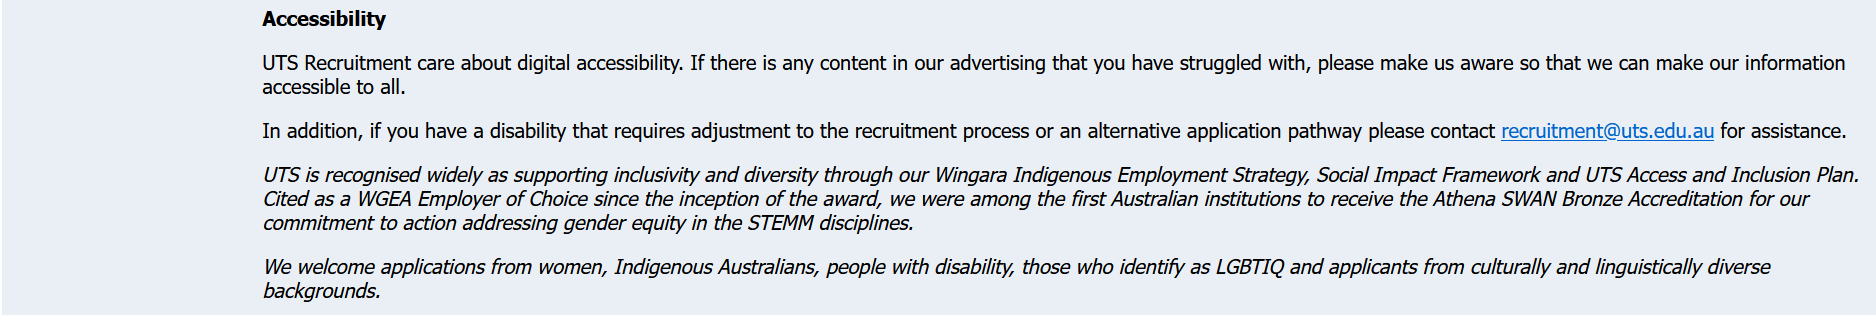 Accessibility
UTS Recruitment care about digital accessibility. If there is any content in our advertising that you have struggled with, please make us aware so that we can make our information
accessible to all.
In addition, if you have a disability that requires adjustment to the recruitment process or an alternative application pathway please contact recruitment@uts.edu.au for assistance.
UTS is recognised widely as supporting inclusivity and diversity through our Wingara Indigenous Employment Strategy, Social Impact Framework and UTS Access and Inclusion Plan.
Cited as a WGEA Employer of Choice since the inception of the award, we were among the first Australian institutions to receive the Athena SWAN Bronze Accreditation for our
commitment to action addressing gender equity in the STEMM disciplines.
We welcome applications from women, Indigenous Australians, people with disability, those who identify as LGBTIQ and applicants from culturally and linguistically diverse
backgrounds.